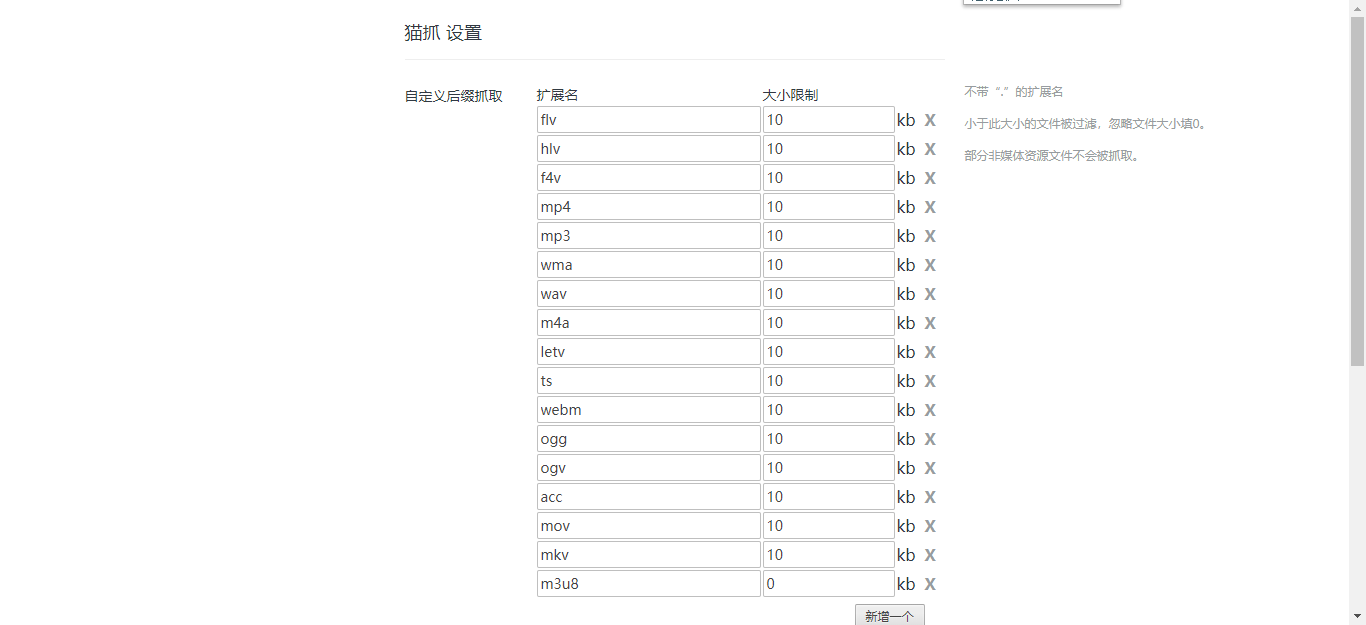 猫抓 设置
自定义后缀抓取 扩展名 大小限制
flv 10 kb X
hlv 10 kb X
f4v 10 kb X
mp4 10 kb X
mp3 10 kb X
wma 10 kb X
wav 10 kb X
m4a 10 kb X
letv 10 kb X
ts 10 kb X
webm 10 kb X
ogg 10 kb X
ogv 10 kb X
acc 10 kb X
mov 10 kb X
mkv 10 kb X
m3u8 0 kb X
新增一个
不带“.”的扩展名
小于此大小的文件被过滤，忽略文件大小填0。
部分非媒体资源文件不会被抓取。